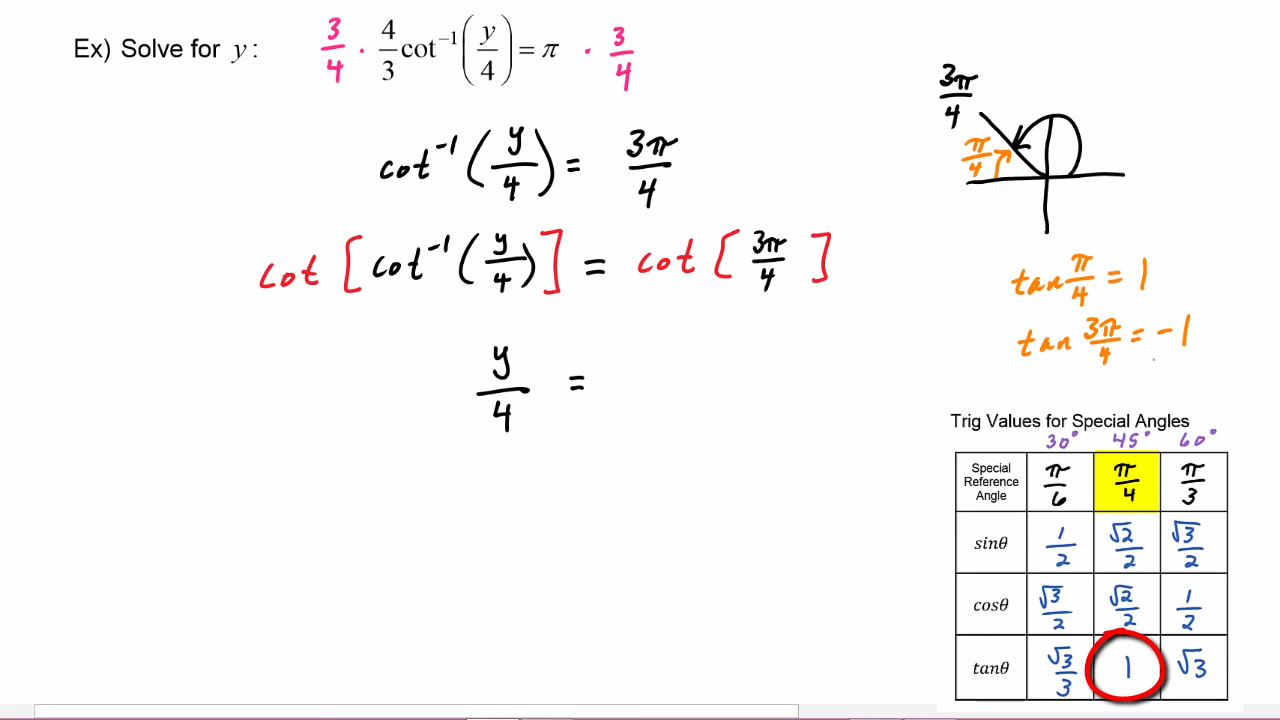 Ex) Solve for y: 3/4 · 4/3 cot⁻¹(y/4) = π · 3/4
cot⁻¹(y/4) = 3π/4
cot[cot⁻¹(y/4)] = cot[3π/4]
y/4 =
3π/4
π/4
tan π/4 = 1
tan 3π/4 = -1
Trig Values for Special Angles
30° 45° 60°
Special Reference Angle π/6 π/4 π/3
sinθ 1/2 √2/2 √3/2
cosθ √3/2 √2/2 1/2
tanθ √3/3 1 √3